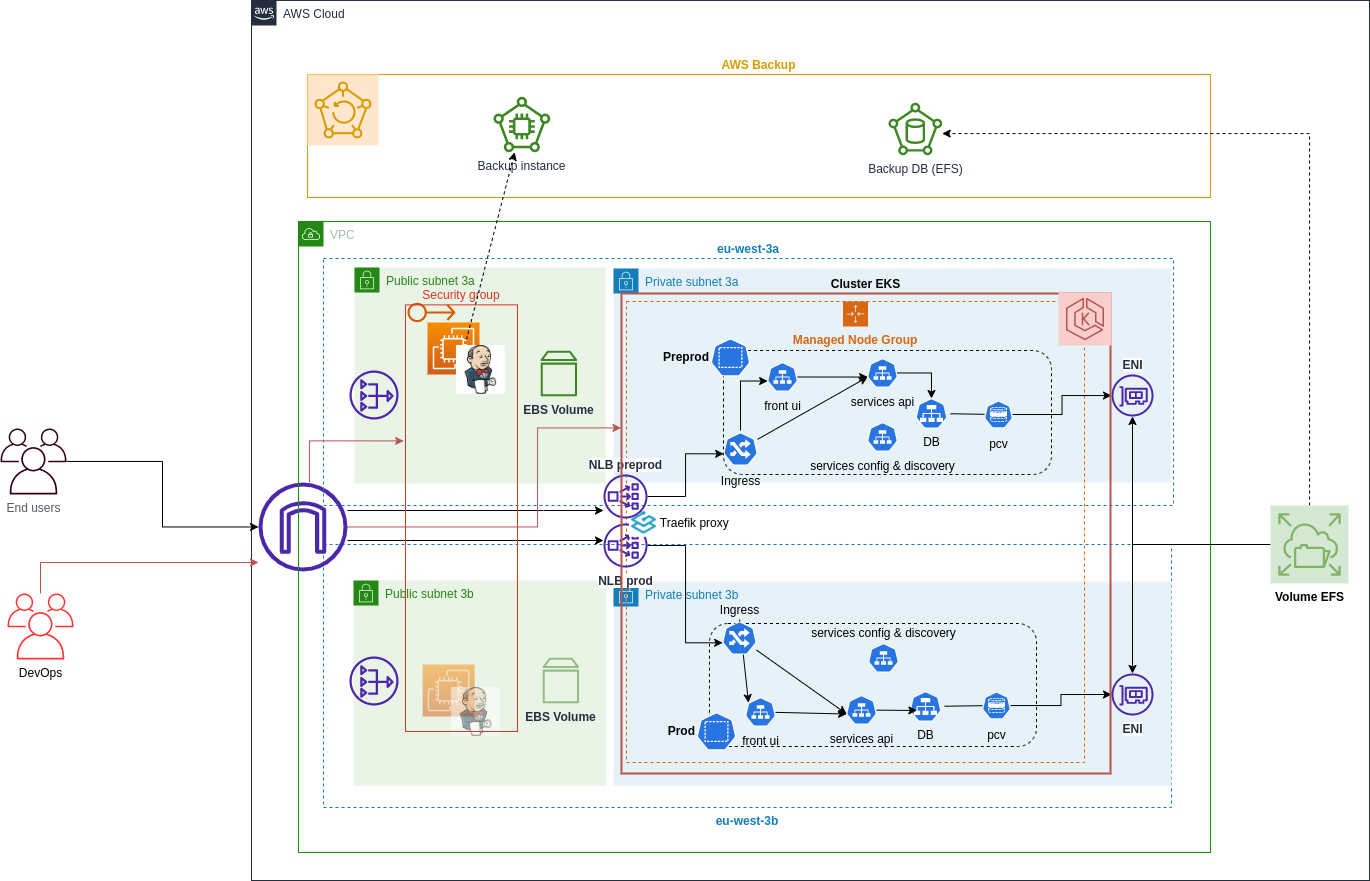 aws
AWS Cloud
AWS Backup
Backup instance
Backup DB (EFS)
VPC
eu-west-3a
Public subnet 3a
Security group
Private subnet 3a
Cluster EKS
K
Managed Node Group
Preprod
ENI
front ui
services api
EBS Volume
DB
pcv
services config & discovery
NLB preprod
Ingress
End users
Traefik proxy
NLB prod
Public subnet 3b
Private subnet 3b
Volume EFS
Ingress
services config & discovery
DevOps
EBS Volume
Prod
front ui
services api
DB
pcv
ENI
eu-west-3b